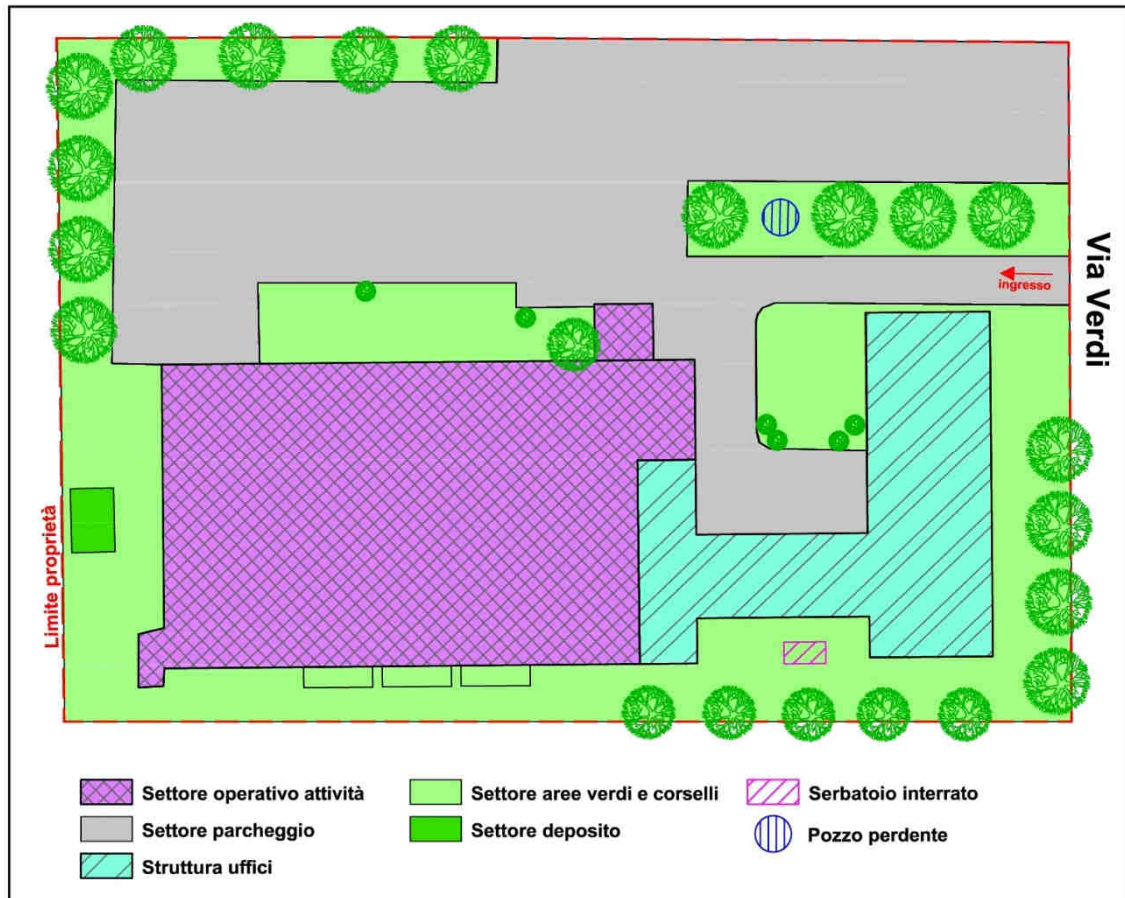 Via Verdi
ingresso
Limite proprietà
Settore operativo attività
Settore aree verdi e corselli
Serbatoio interrato
Settore parcheggio
Settore deposito
Pozzo perdente
Struttura uffici